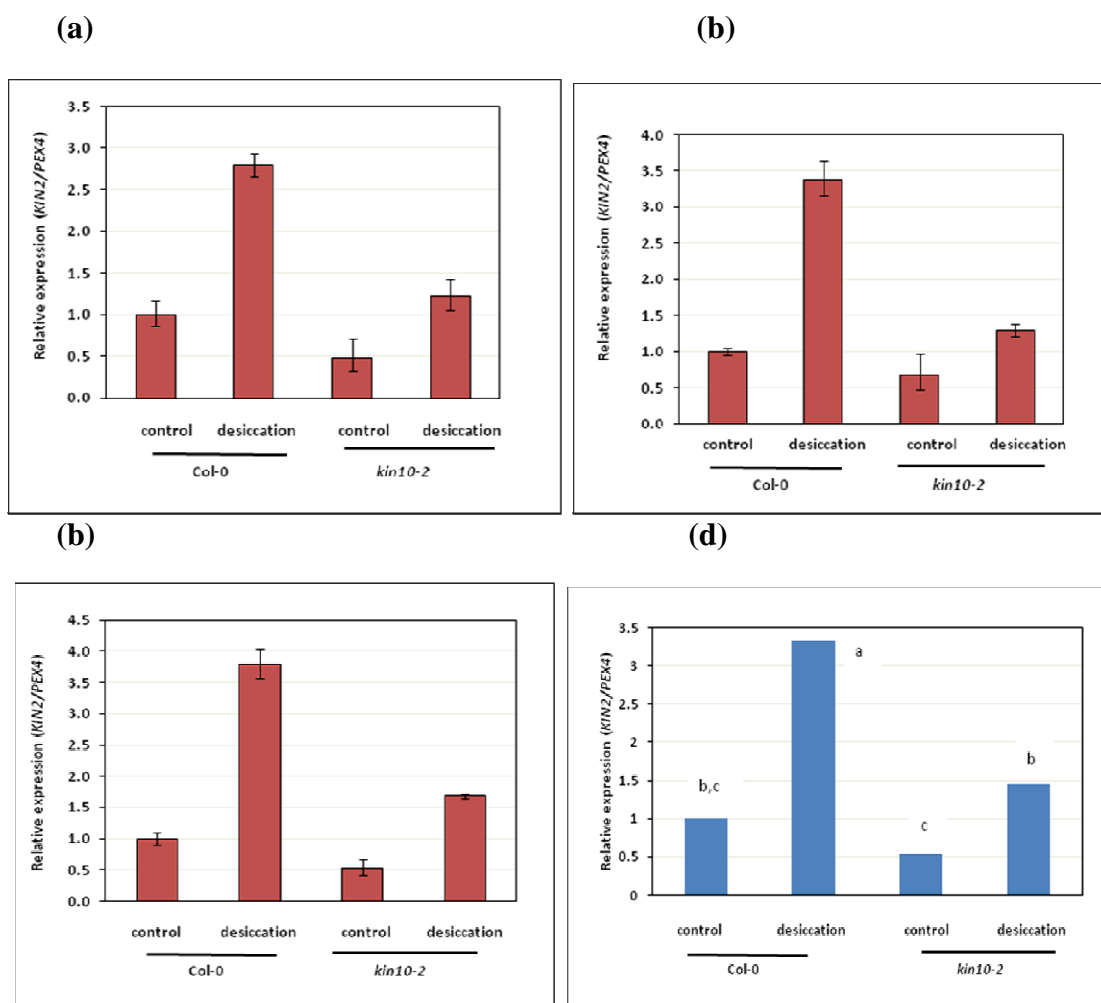 (a)
Relative expression (KIN2/PEX4)
3.5
3.0
2.5
2.0
1.5
1.0
0.5
0.0
control desiccation control desiccation
Col-0 kin10-2
(b)
Relative expression (KIN2/PEX4)
4.0
3.5
3.0
2.5
2.0
1.5
1.0
0.5
0.0
control desiccation control desiccation
Col-0 kin10-2
(b)
Relative expression (KIN2/PEX4)
4.5
4.0
3.5
3.0
2.5
2.0
1.5
1.0
0.5
0.0
control desiccation control desiccation
Col-0 kin10-2
(d)
Relative expression (KIN2/PEX4)
3.5
3
2.5
2
1.5
1
0.5
0
b,c
a
c
b
control desiccation control desiccation
Col-0 kin10-2